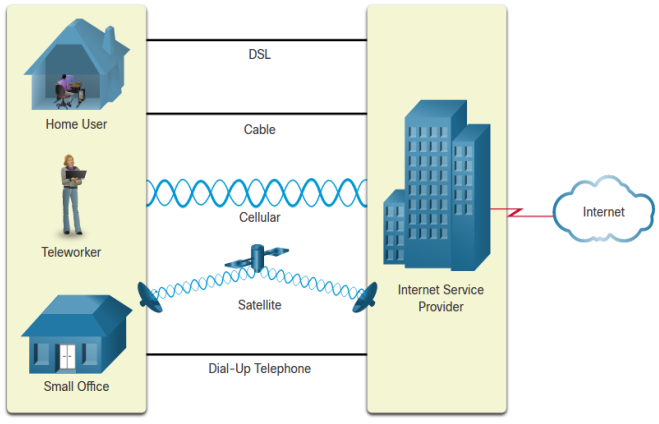 DSL
Home User
Cable
Cellular
Teleworker
Internet
Satellite
Internet Service
Provider
Dial-Up Telephone
Small Office